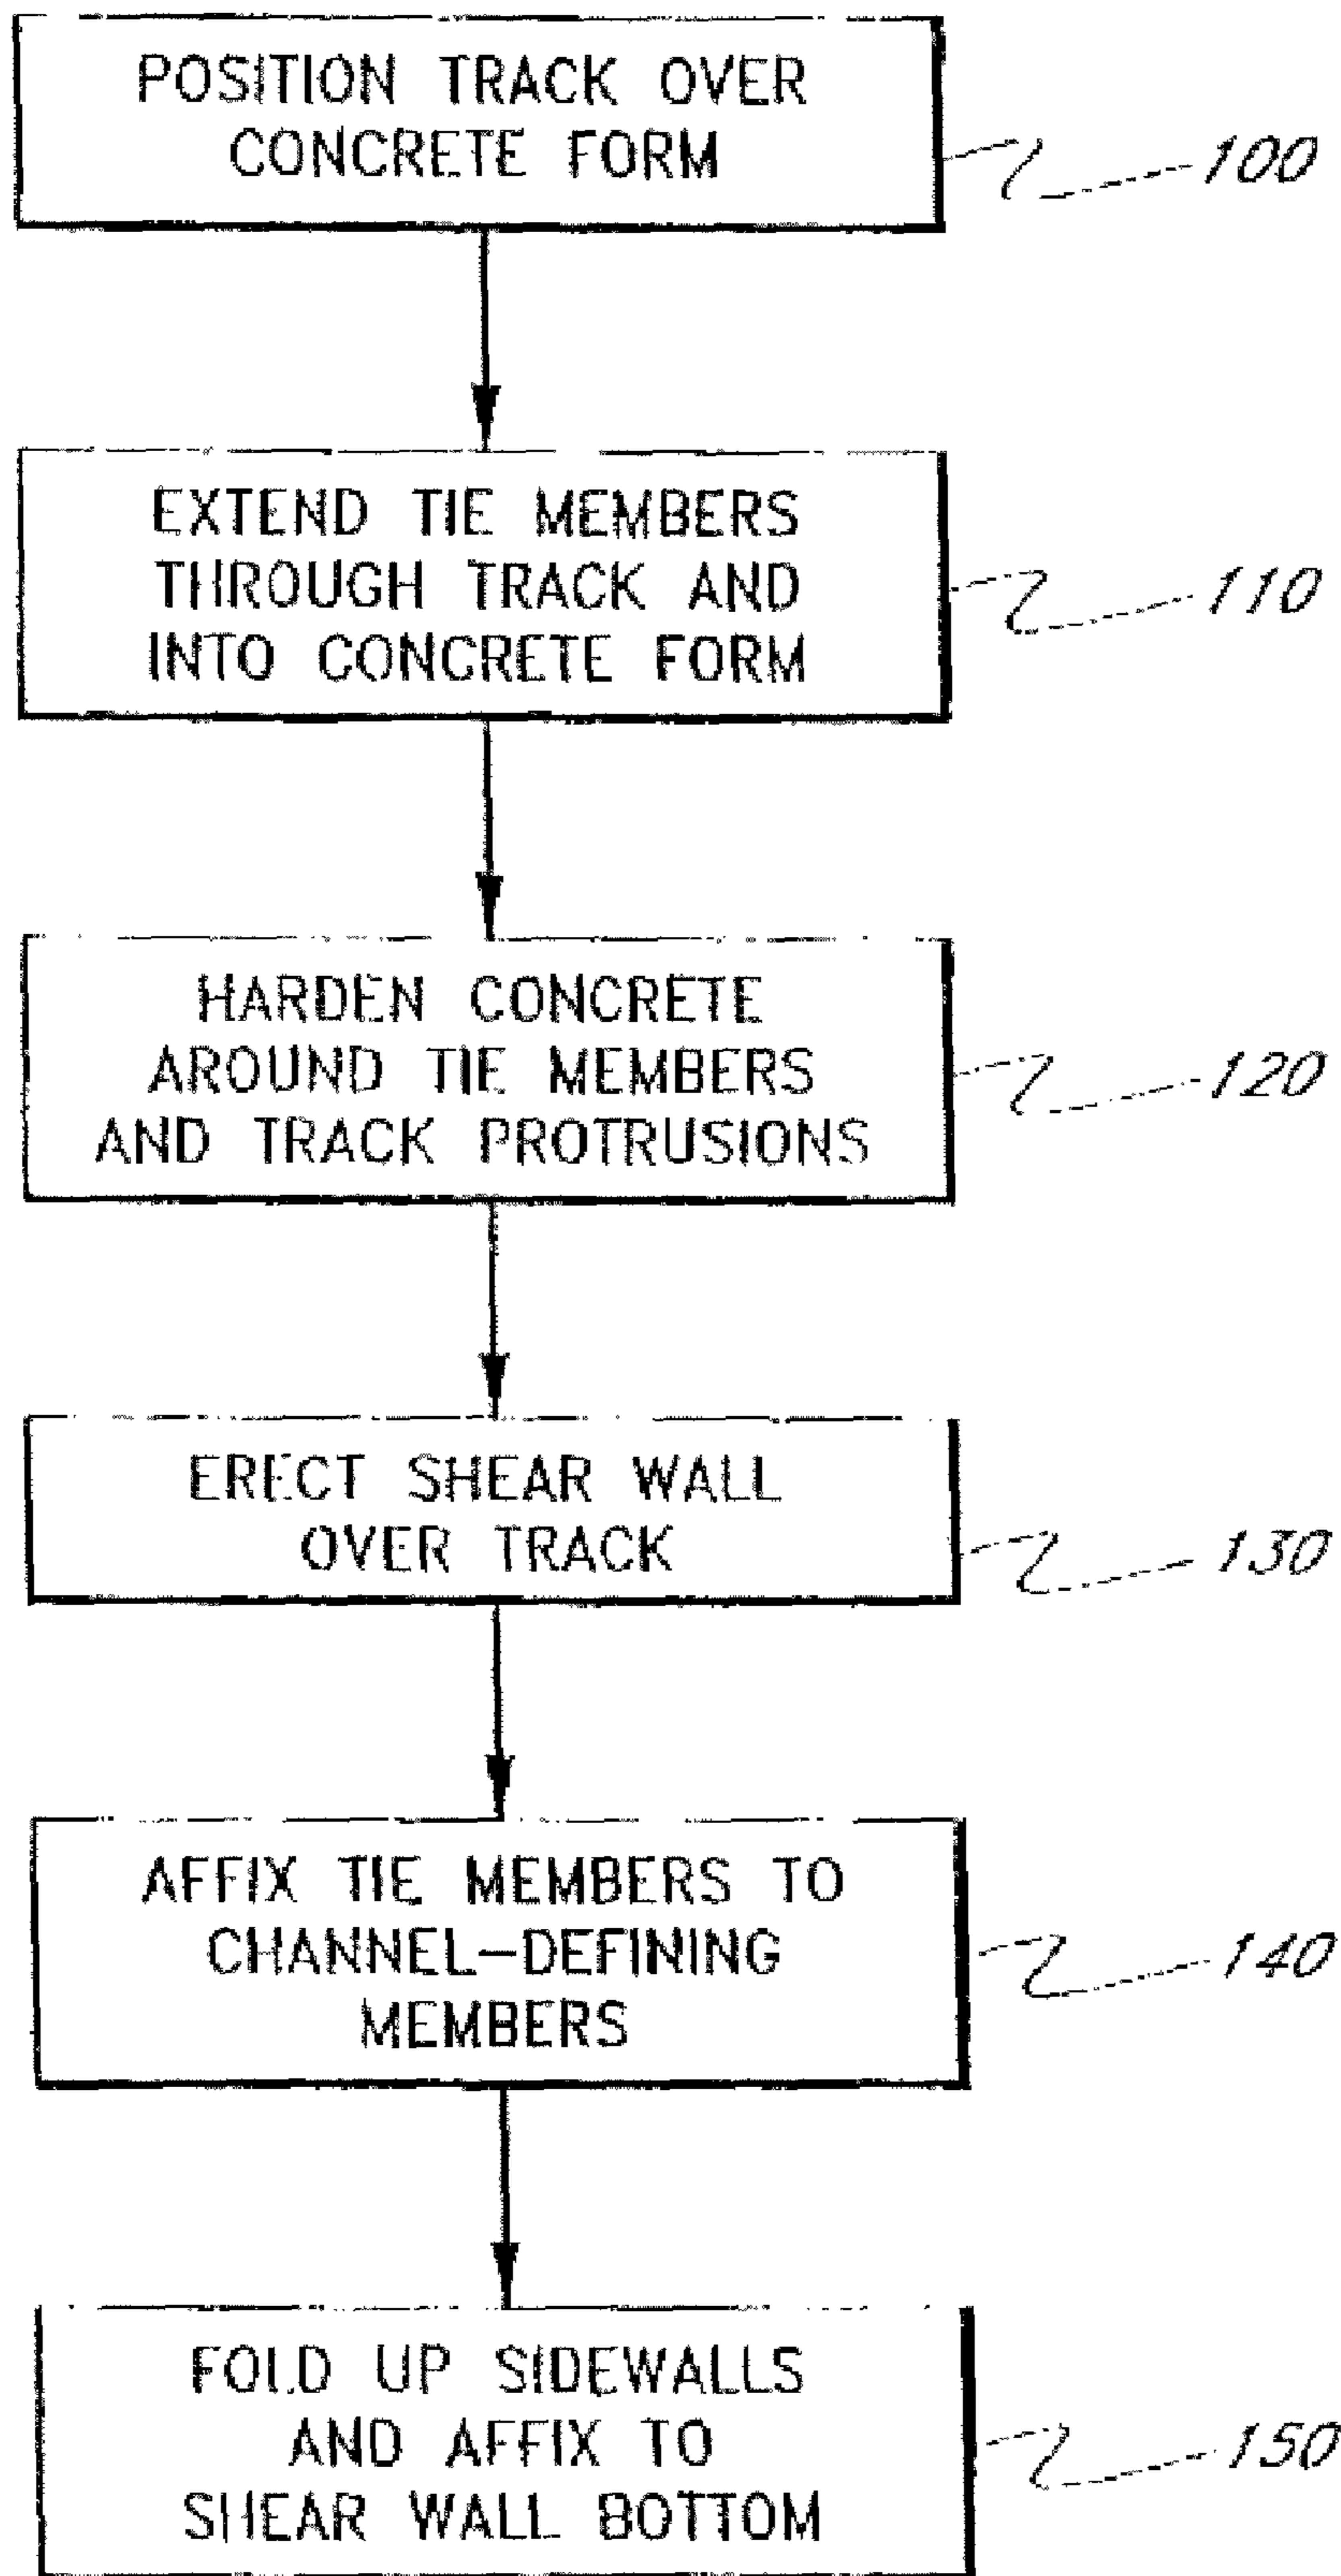 POSITION TRACK OVER
CONCRETE FORM
100
EXTEND TIE MEMBERS
THROUGH TRACK AND
INTO CONCRETE FORM
110
HARDEN CONCRETE
AROUND TIE MEMBERS
AND TRACK PROTRUSIONS
120
ERECT SHEAR WALL
OVER TRACK
130
AFFIX TIE MEMBERS TO
CHANNEL-DEFINING
MEMBERS
140
FOLD UP SIDEWALLS
AND AFFIX TO
SHEAR WALL BOTTOM
150